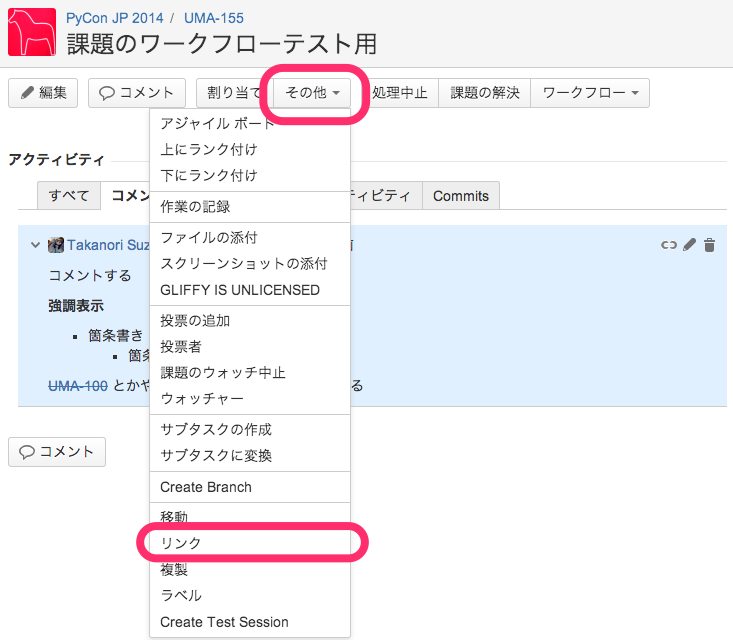 PyCon JP 2014 / UMA-155
課題のワークフローテスト用
編集 コメント 割り当て その他 処理中止 課題の解決 ワークフロー
アジャイル ボード
上にランク付け
下にランク付け
アクティビティ
すべて コメン ティビティ Commits
作業の記録
ファイルの添付
Takanori Suz 前
スクリーンショットの添付
コメントする
GLIFFY IS UNLICENSED
強調表示
投票の追加
箇条書き
投票者
箇条
課題のウォッチ中止
UMA-100 とかや る
ウォッチャー
サブタスクの作成
コメント
サブタスクに変換
Create Branch
移動
リンク
複製
ラベル
Create Test Session